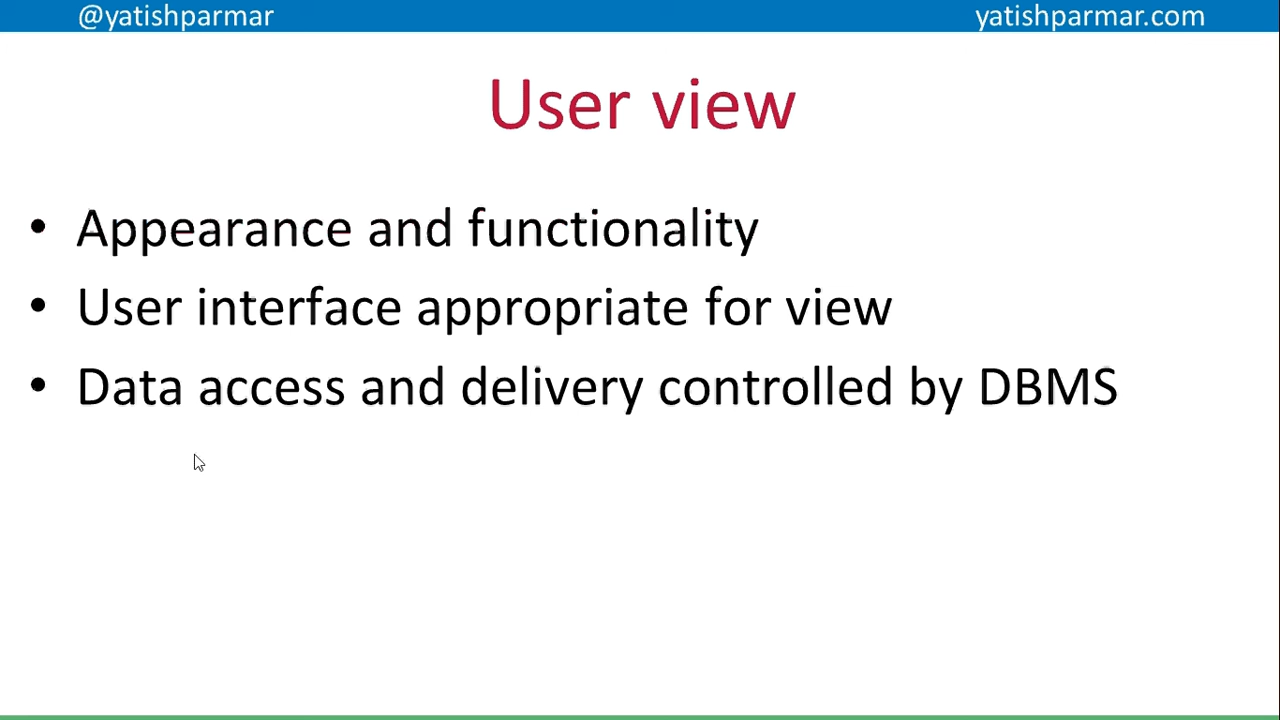 @yatishparmar yatishparmar.com
User view
• Appearance and functionality
• User interface appropriate for view
• Data access and delivery controlled by DBMS